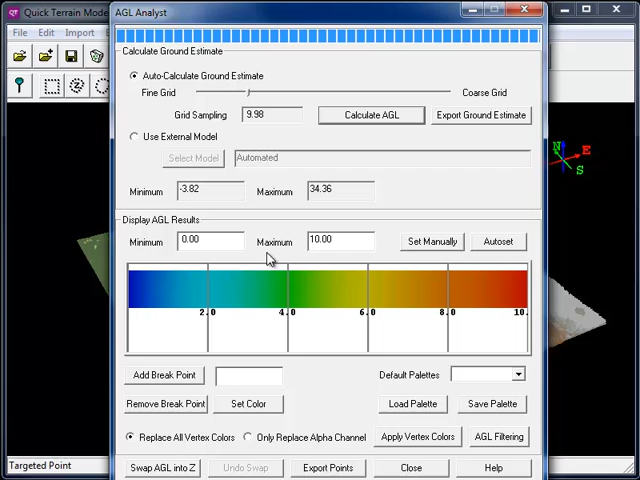 Quick Terrain Mode
AGL Analyst
File Edit Import
Calculate Ground Estimate
Auto-Calculate Ground Estimate
Fine Grid Coarse Grid
Grid Sampling 9.98 Calculate AGL Export Ground Estimate
Use External Model
Select Model Automated
Minimum -3.82 Maximum 34.36
Display AGL Results
Minimum 0.00 Maximum 10.00 Set Manually Autoset
2.0 4.0 6.0 8.0 10.
Add Break Point Default Palettes
Remove Break Point Set Color Load Palette Save Palette
Replace All Vertex Colors Only Replace Alpha Channel Apply Vertex Colors AGL Filtering
Swap AGL into Z Undo Swap Export Points Close Help
Targeted Point
N E S